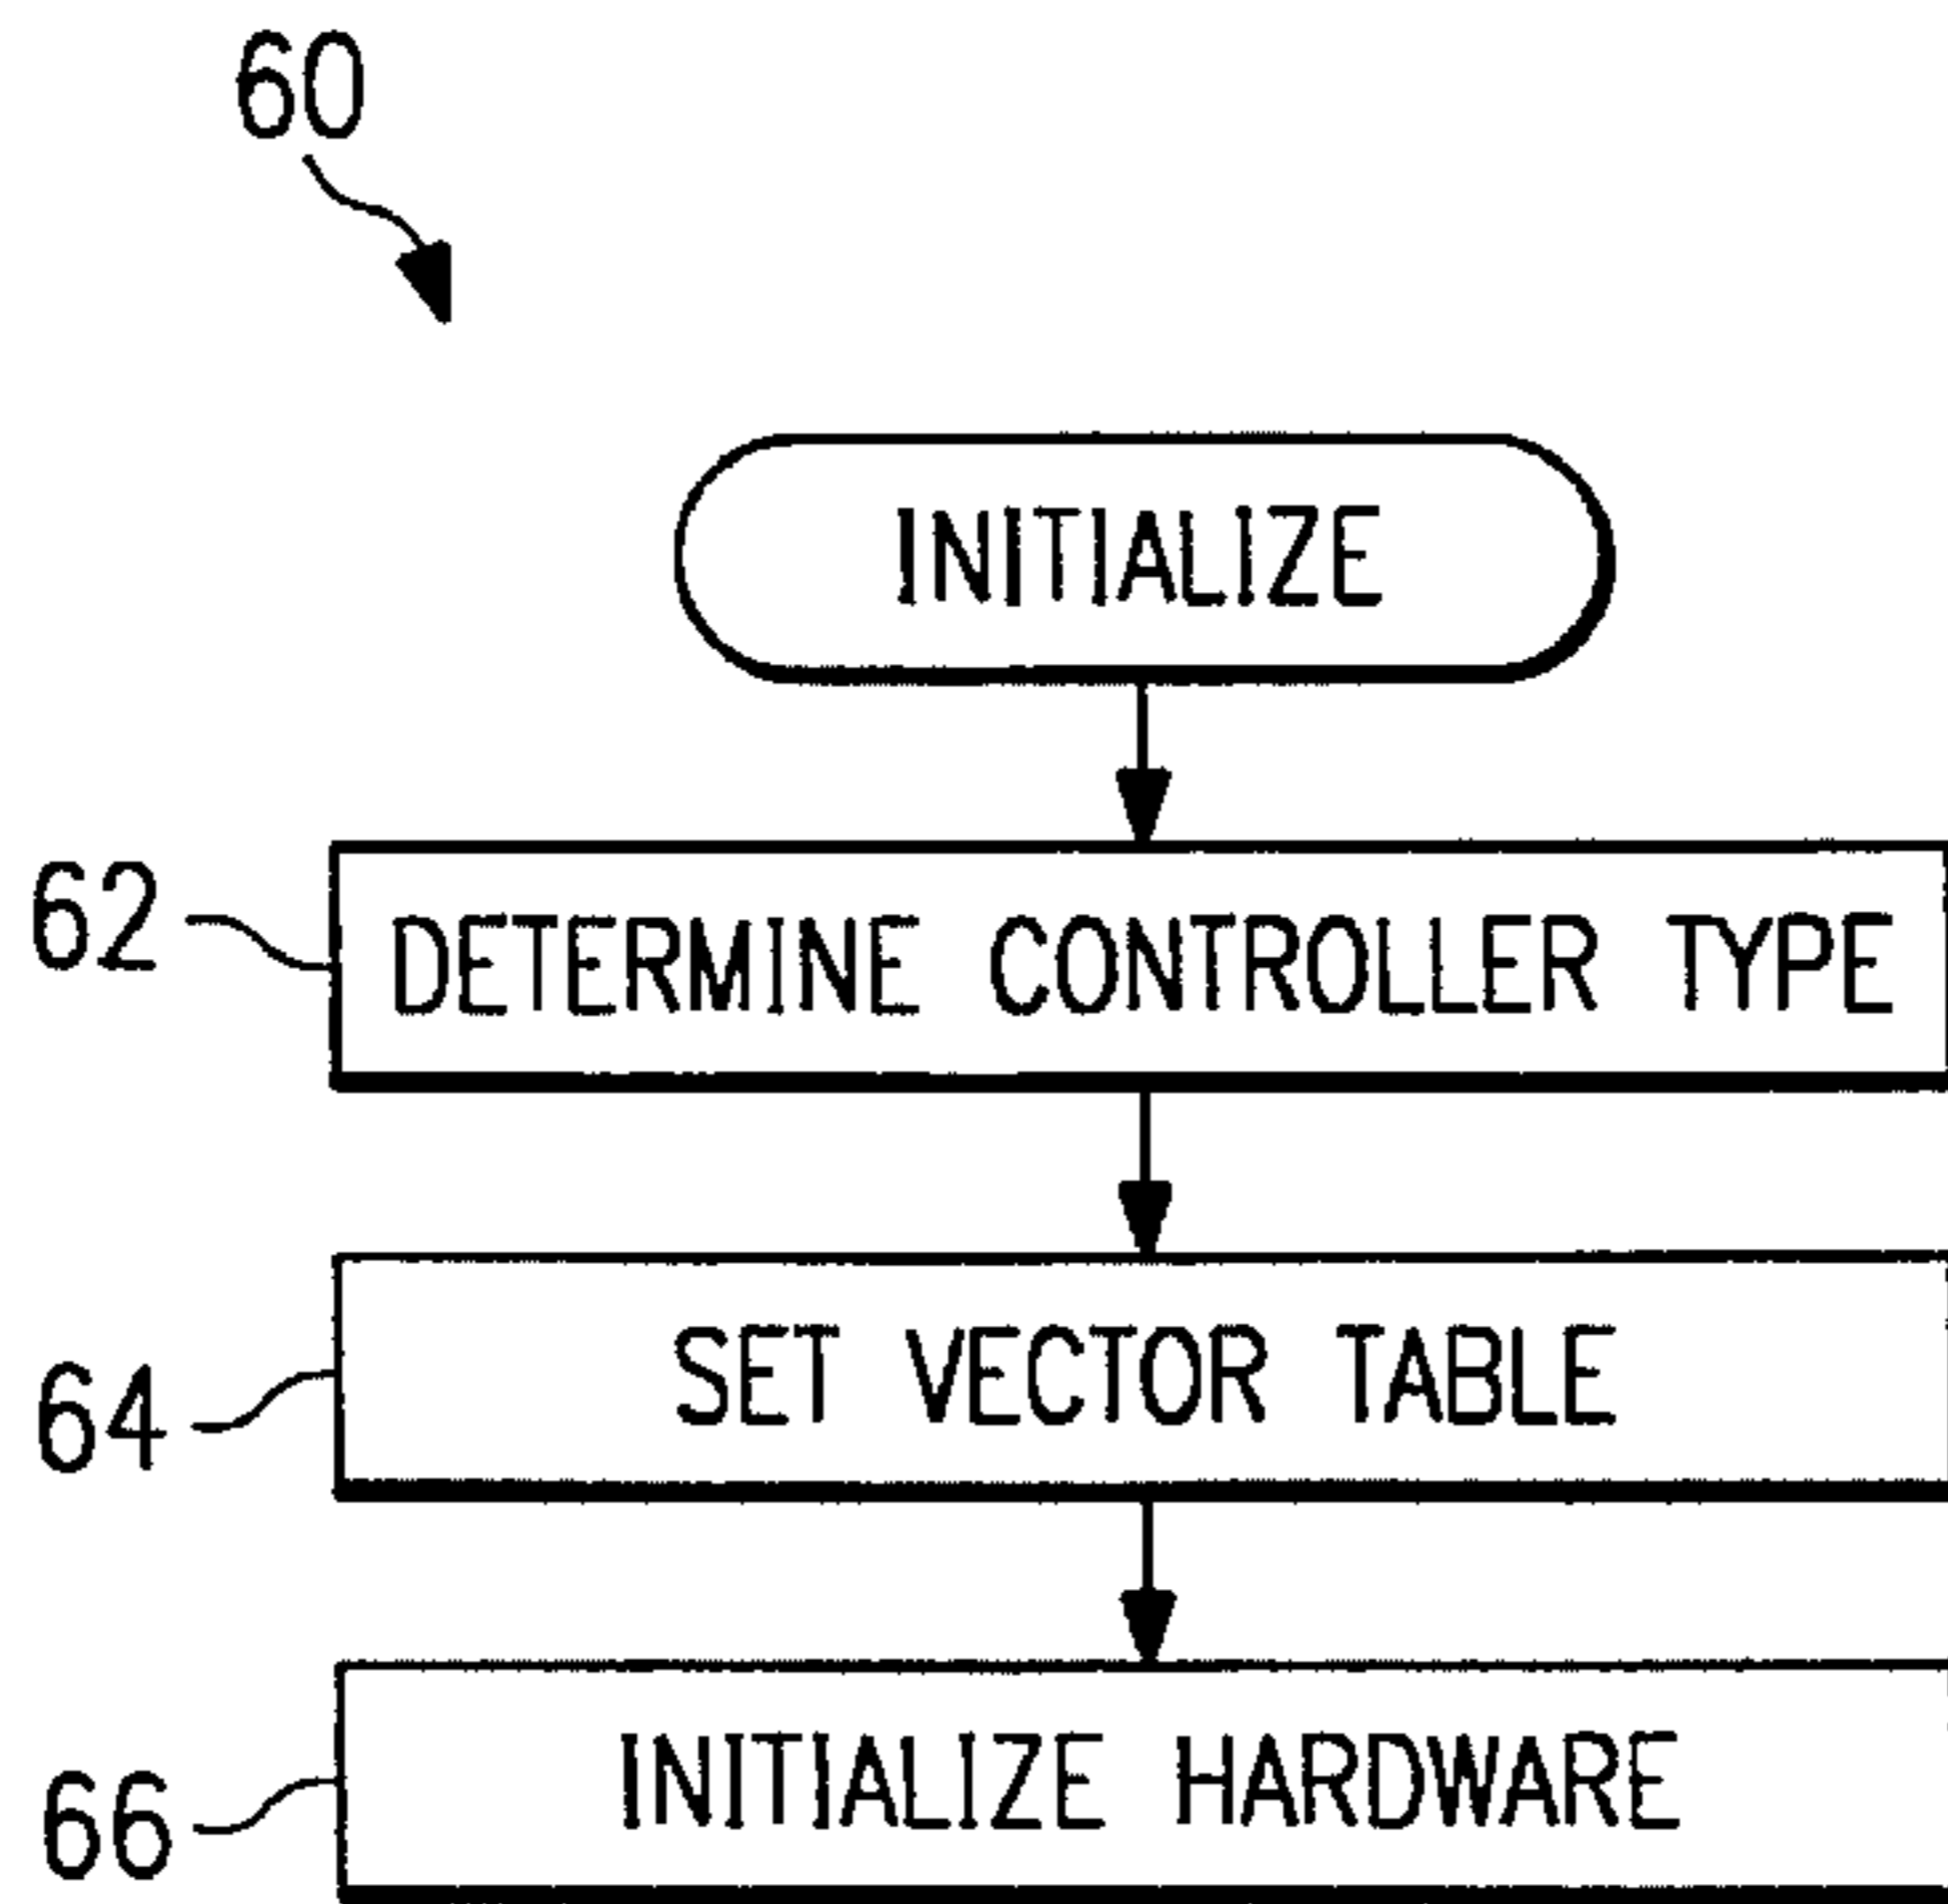 60
INITIALIZE
62
DETERMINE CONTROLLER TYPE
64
SET VECTOR TABLE
66
INITIALIZE HARDWARE